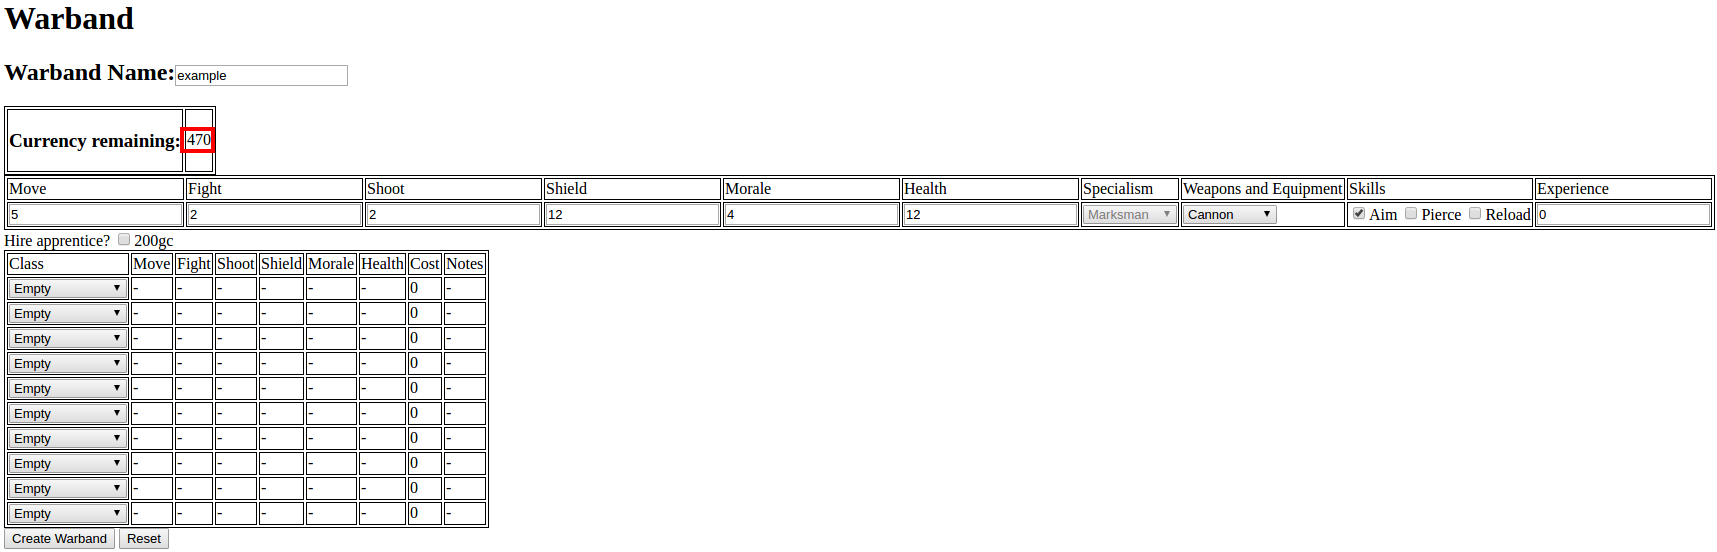 Warband
Warband Name: example
Currency remaining: 470
Move Fight Shoot Shield Morale Health Specialism Weapons and Equipment Skills Experience
5 2 2 12 4 12 Marksman Cannon Aim Pierce Reload 0
Hire apprentice? 200gc
Class Move Fight Shoot Shield Morale Health Cost Notes
Empty - - - - - - 0 -
Empty - - - - - - 0 -
Empty - - - - - - 0 -
Empty - - - - - - 0 -
Empty - - - - - - 0 -
Empty - - - - - - 0 -
Empty - - - - - - 0 -
Empty - - - - - - 0 -
Empty - - - - - - 0 -
Empty - - - - - - 0 -
Create Warband Reset